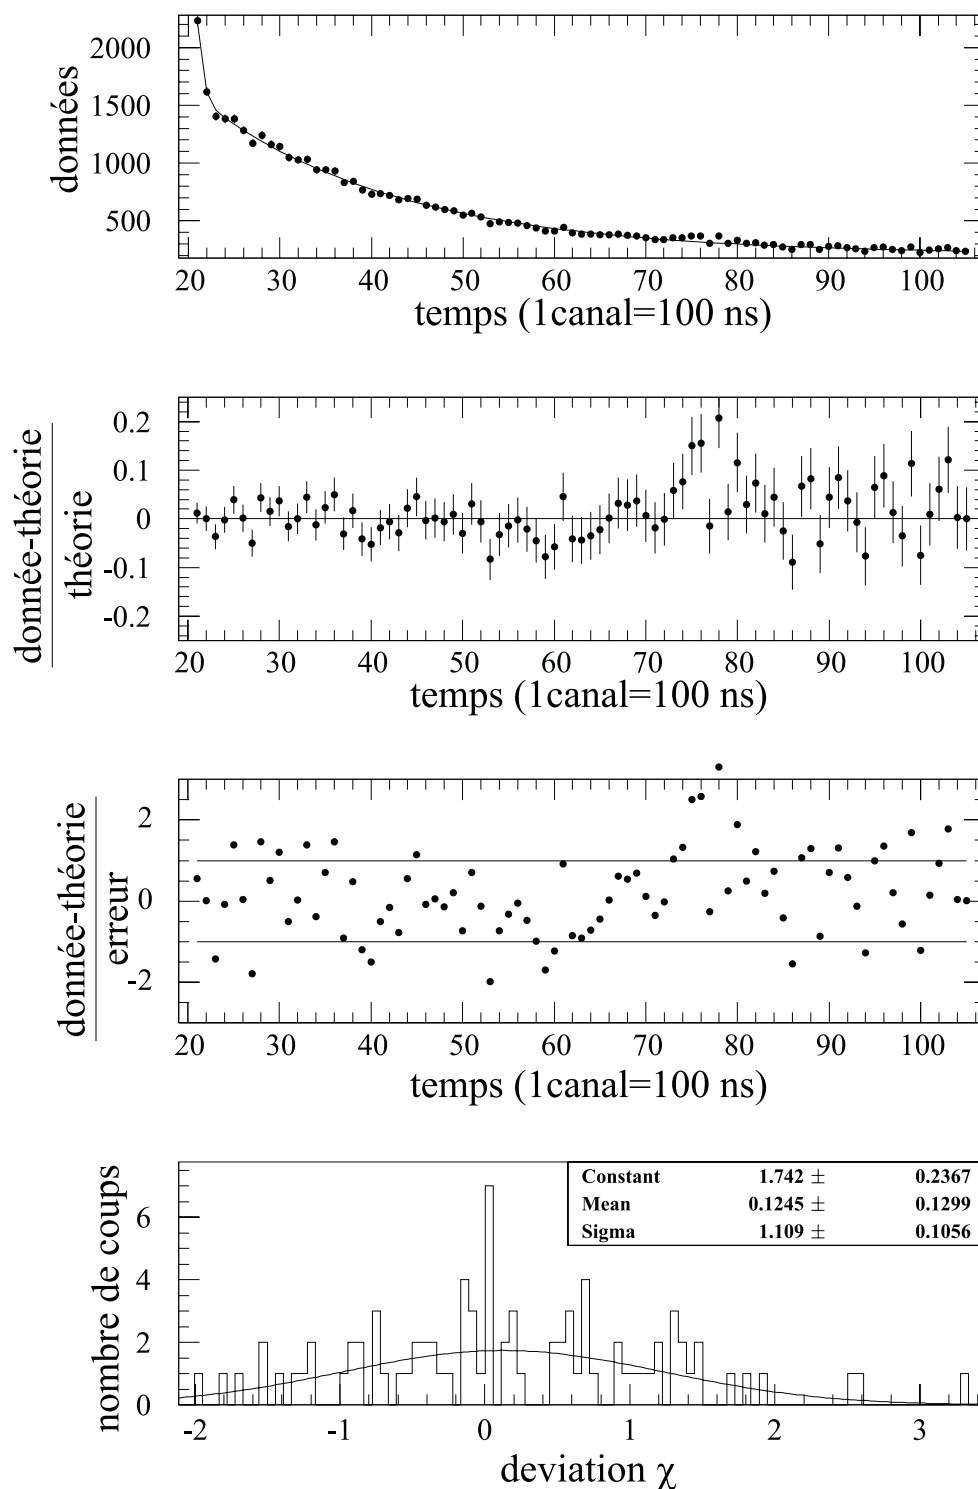 données
2000
1500
1000
500
20 30 40 50 60 70 80 90 100
temps (1canal=100 ns)
donnée-théorie
théorie
0.2
0.1
0
-0.1
-0.2
20 30 40 50 60 70 80 90 100
temps (1canal=100 ns)
donnée-théorie
erreur
2
0
-2
20 30 40 50 60 70 80 90 100
temps (1canal=100 ns)
nombre de coups
6
4
2
0
Constant 1.742 ± 0.2367
Mean 0.1245 ± 0.1299
Sigma 1.109 ± 0.1056
-2 -1 0 1 2 3
deviation χ